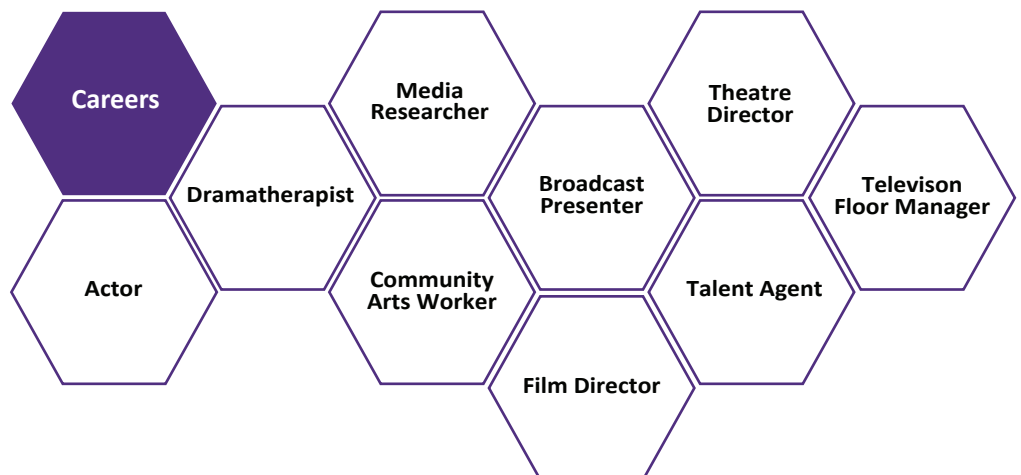 Careers
Media
Researcher
Theatre
Director
Dramatherapist
Broadcast
Presenter
Televison
Floor Manager
Actor
Community
Arts Worker
Talent Agent
Film Director